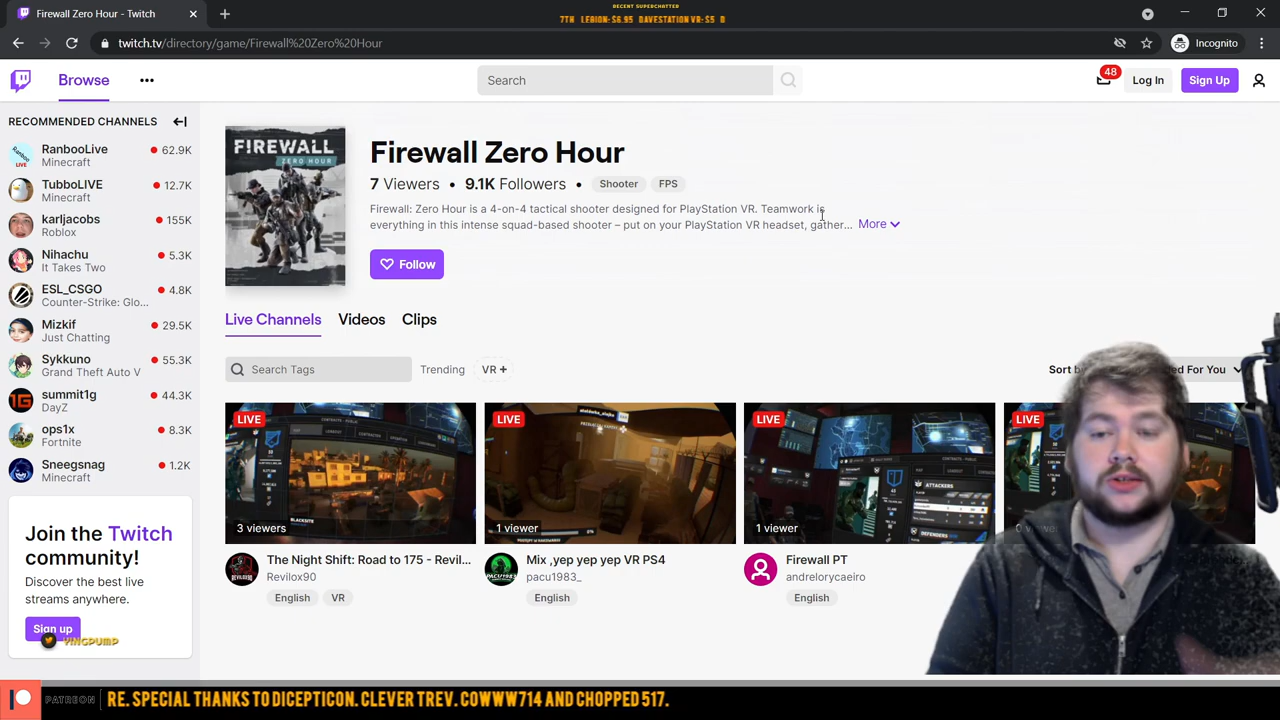 RECENT SUPERCHATTED
7TH LEGION: $6.95 DAVESTATION VR: $5 D
Firewall Zero Hour - Twitch
twitch.tv/directory/game/Firewall%20Zero%20Hour
Incognito
Browse
Search
48
Log In
Sign Up
RECOMMENDED CHANNELS
RanbooLive
62.9K
Minecraft
TubboLIVE
12.7K
Minecraft
karljacobs
155K
Roblox
Nihachu
5.3K
It Takes Two
ESL_CSGO
4.8K
Counter-Strike: Glo...
Mizkif
29.5K
Just Chatting
Sykkuno
55.3K
Grand Theft Auto V
summit1g
44.3K
DayZ
ops1x
8.3K
Fortnite
Sneegsnag
1.2K
Minecraft
Join the Twitch
community!
Discover the best live
streams anywhere.
Sign up
YINGPUMP
FIREWALL
ZERO HOUR
Firewall Zero Hour
7 Viewers • 9.1K Followers • Shooter FPS
Firewall: Zero Hour is a 4-on-4 tactical shooter designed for PlayStation VR. Teamwork is
everything in this intense squad-based shooter – put on your PlayStation VR headset, gather... More
Follow
Live Channels Videos Clips
Search Tags
Trending
VR +
Sort
ed For You
LIVE
BLACKSITE
3 viewers
The Night Shift: Road to 175 - Revil...
Revilox90
English VR
LIVE
1 viewer
Mix ,yep yep yep VR PS4
pacu1983_
English
LIVE
ATTACKERS
DEFENDERS
1 viewer
Firewall PT
andrelorycaeiro
English
LIVE
PATREON
RE. SPECIAL THANKS TO DICEPTICON. CLEVER TREV. COWWW714 AND CHOPPED 517.